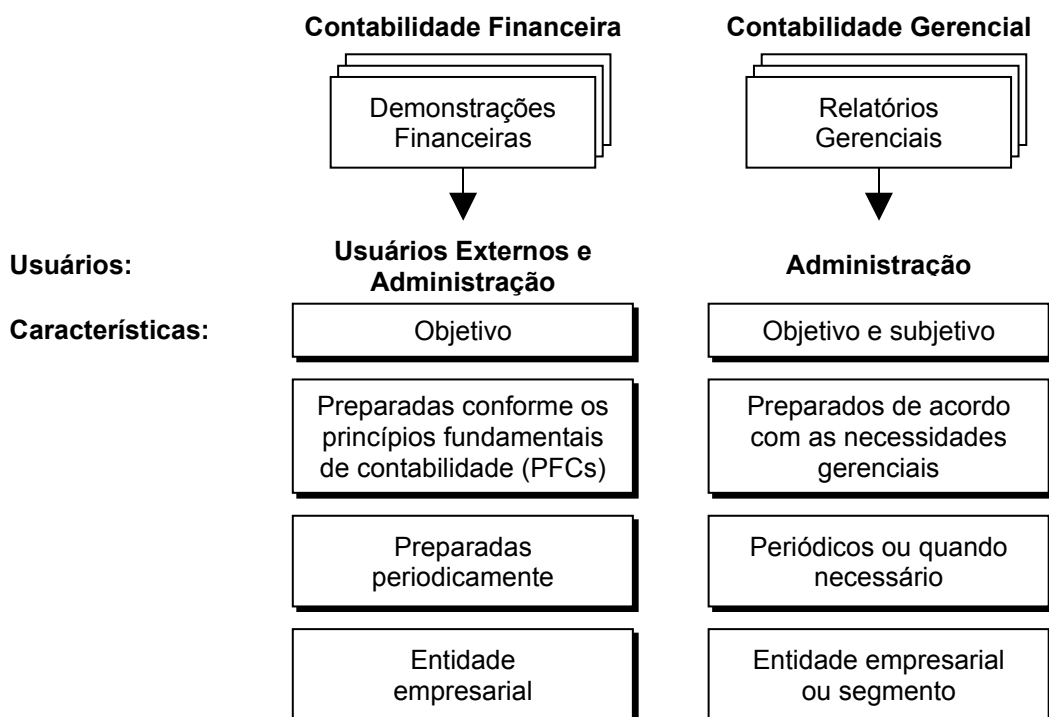 Contabilidade Financeira
Contabilidade Gerencial
Demonstrações
Financeiras
Relatórios
Gerenciais
Usuários:
Usuários Externos e
Administração
Administração
Características:
Objetivo
Objetivo e subjetivo
Preparadas conforme os
princípios fundamentais
de contabilidade (PFCs)
Preparados de acordo
com as necessidades
gerenciais
Preparadas
periodicamente
Periódicos ou quando
necessário
Entidade
empresarial
Entidade empresarial
ou segmento